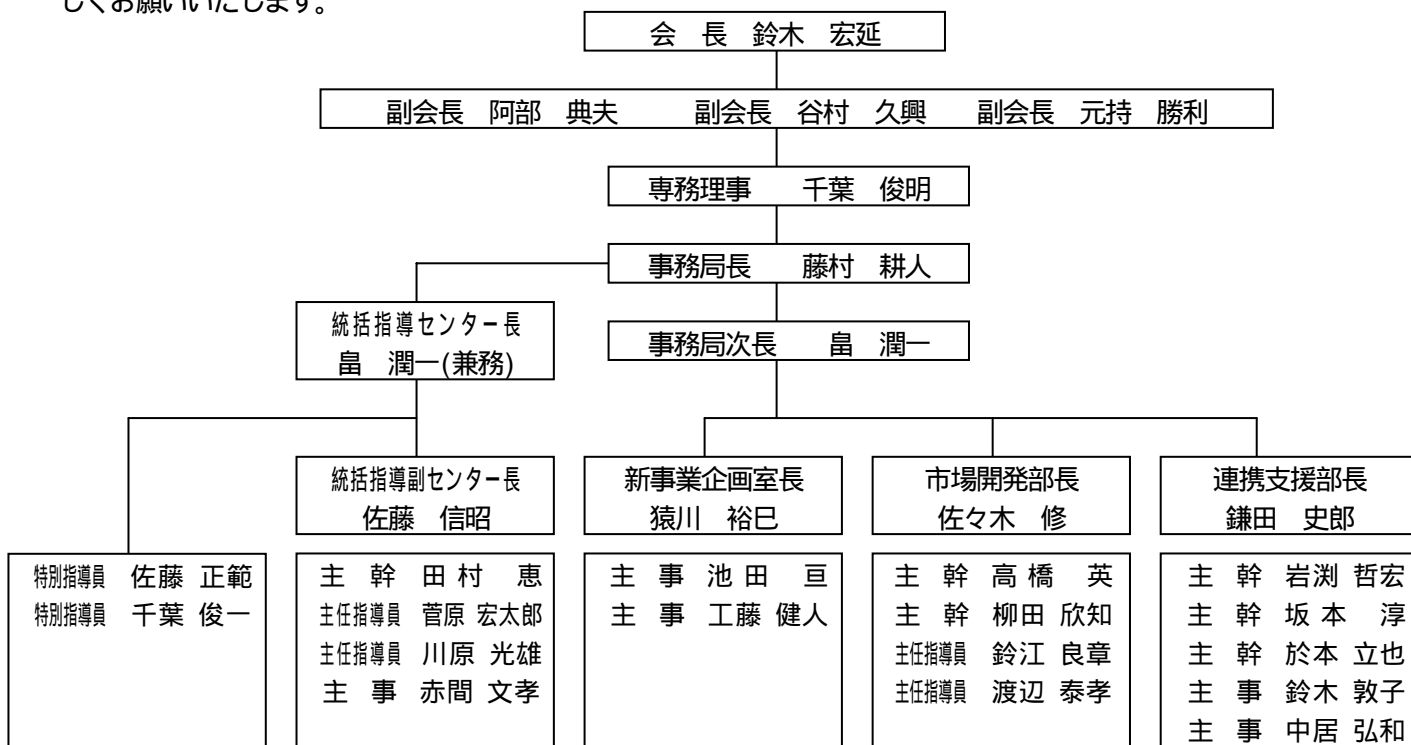 しくお願いいたします。
会　長　鈴木　宏延
副会長　阿部　典夫　　　副会長　谷村　久興　　副会長　元持　勝利
専務理事　　千葉　俊明
事務局長　　藤村　耕人
統括指導センター長
畠　潤一(兼務)
事務局次長　　畠　潤一
統括指導副センター長
佐藤　信昭
新事業企画室長
猿川　裕巳
市場開発部長
佐々木　修
連携支援部長
鎌田　史郎
特別指導員　佐藤 正範
特別指導員　千葉 俊一
主　幹　田 村　　恵
主任指導員　菅原 宏太郎
主任指導員　川原 光雄
主　事　赤間 文孝
主　事　池 田　　亘
主　事　工藤 健人
主　幹　高 橋　　英
主　幹　柳田 欣知
主任指導員　鈴江 良章
主任指導員　渡辺 泰孝
主　幹　岩渕 哲宏
主　幹　坂 本　　淳
主　幹　於本 立也
主　事　鈴木 敦子
主　事　中居 弘和